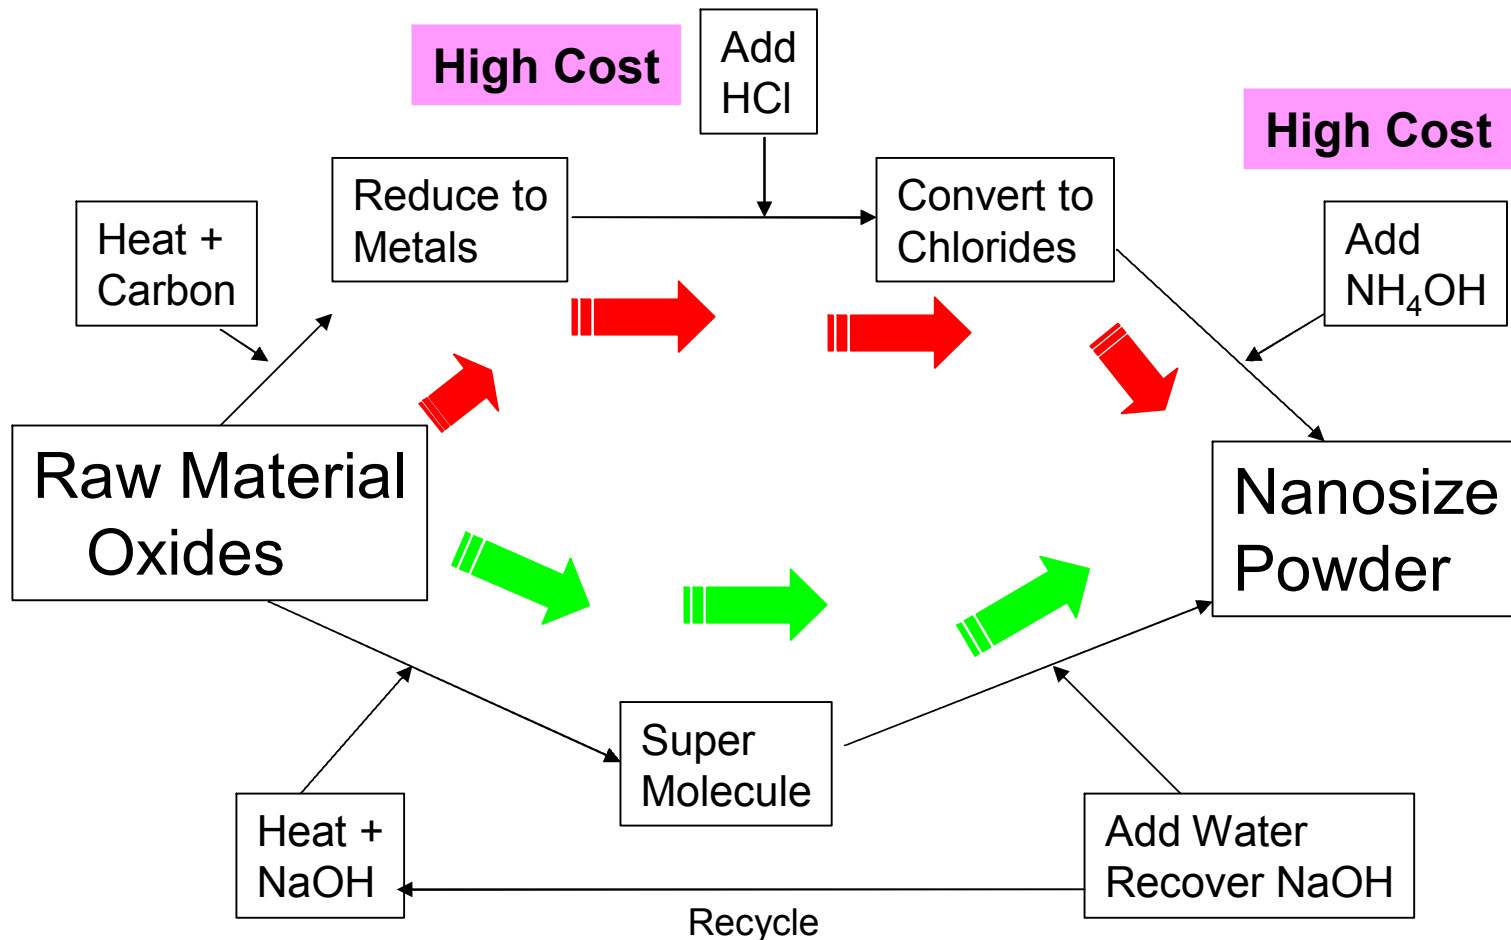 High Cost
Add
HCl
High Cost
Reduce to
Metals
Convert to
Chlorides
Heat +
Carbon
Add
NH₄OH
Raw Material
Oxides
Nanosize
Powder
Super
Molecule
Heat +
NaOH
Add Water
Recover NaOH
Recycle